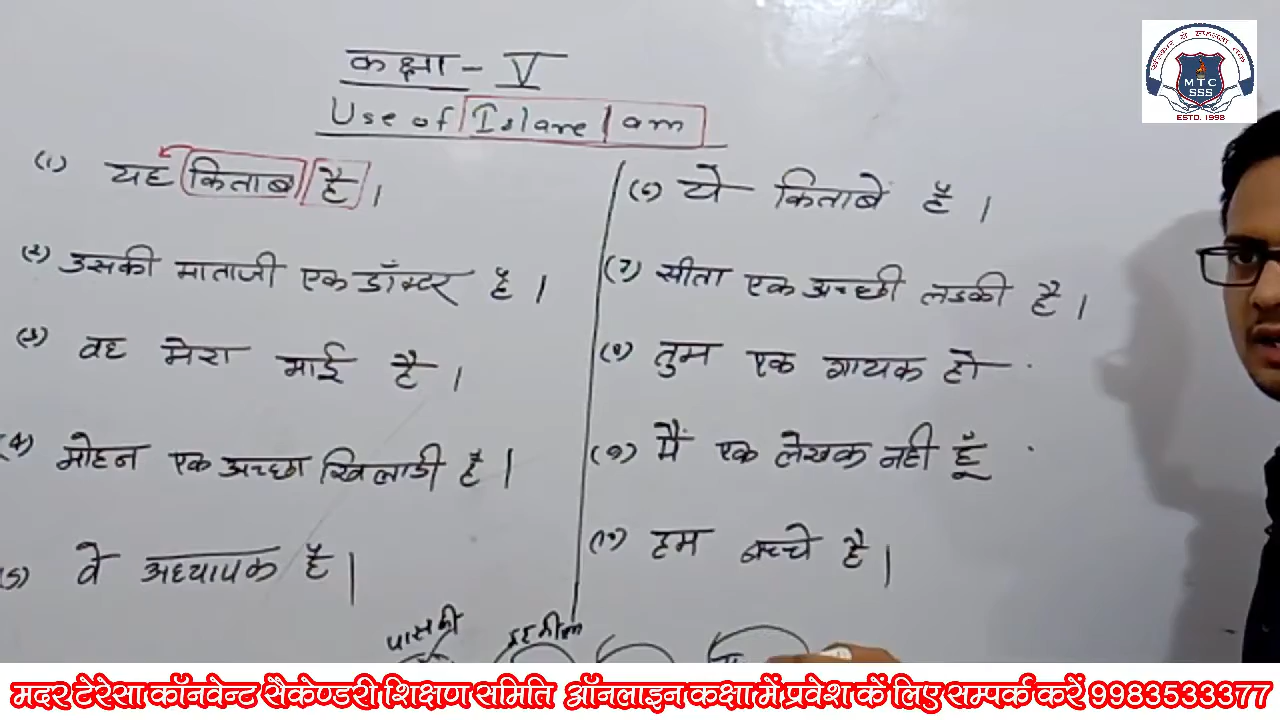 कक्षा - V
Use of Is/are/am
(1) यह किताब है।
(2) उसकी माताजी एक डॉक्टर हैं।
(3) वह मेरा भाई है।
(4) मोहन एक अच्छा खिलाडी है।
(5) वे अध्यापक हैं।
(6) ये किताबें हैं।
(7) सीता एक अच्छी लडकी है।
(8) तुम एक गायक हो
(9) मैं एक लेखक नही हूँ
(10) हम बच्चे है।
पास की
MTC
SSS
ESTD. 1998
मदर टेरेसा कॉनवेन्ट सैकेण्डरी शिक्षण समिति ऑनलाइन कक्षा में प्रवेश कें लिए सम्पर्क करें 9983533377